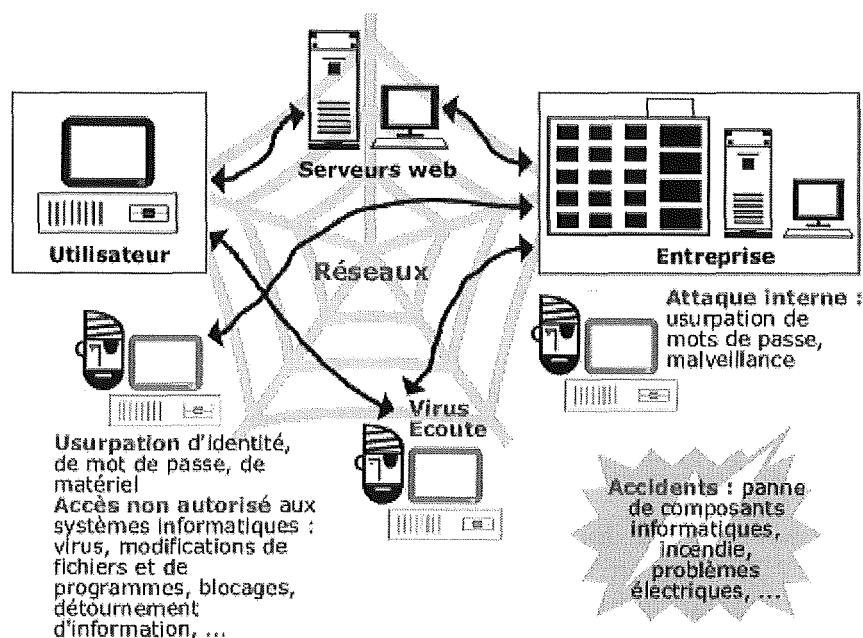 Serveurs web
Utilisateur
Réseaux
Entreprise
Attaque interne :
usurpation de
mots de passe,
malveillance
Virus
Ecoute
Usurpation d'identité,
de mot de passe, de
matériel
Accès non autorisé aux
systèmes informatiques :
virus, modifications de
fichiers et de
programmes, blocages,
détournement
d'information, ...
Accidents : panne
de composants
informatiques,
incendie,
problèmes
électriques, ...